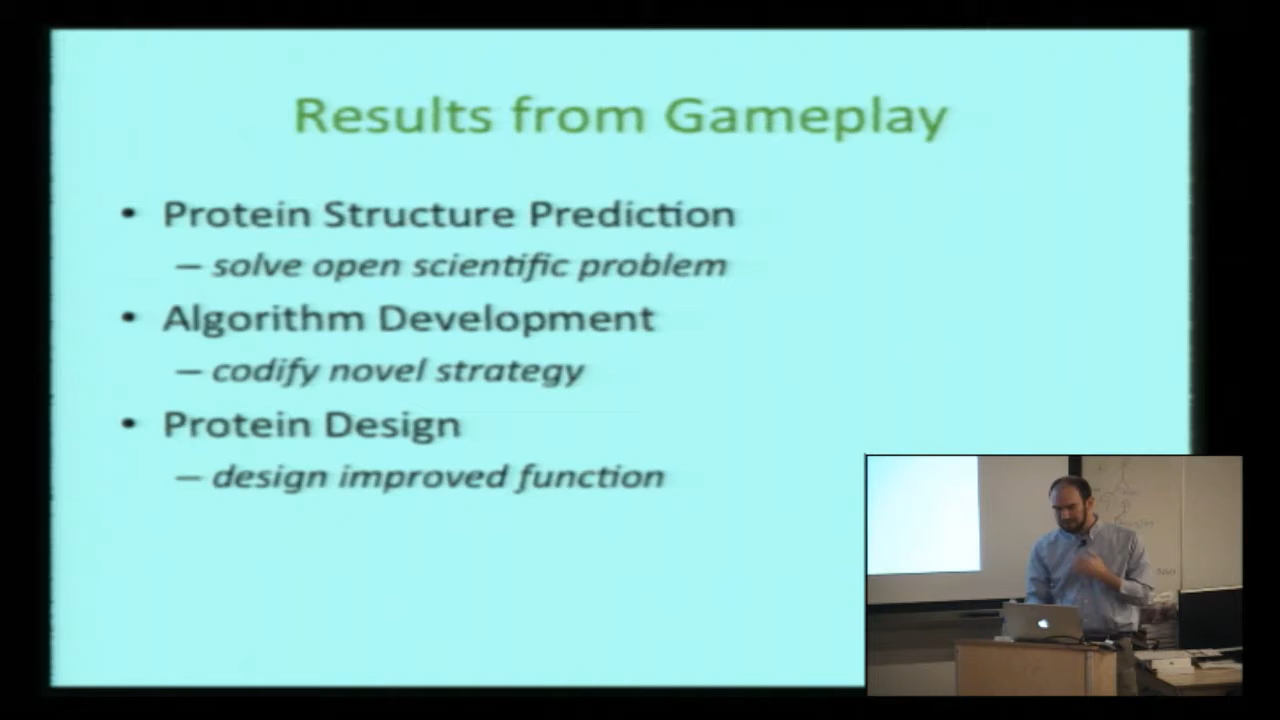 Results from Gameplay
• Protein Structure Prediction
– solve open scientific problem
• Algorithm Development
– codify novel strategy
• Protein Design
– design improved function